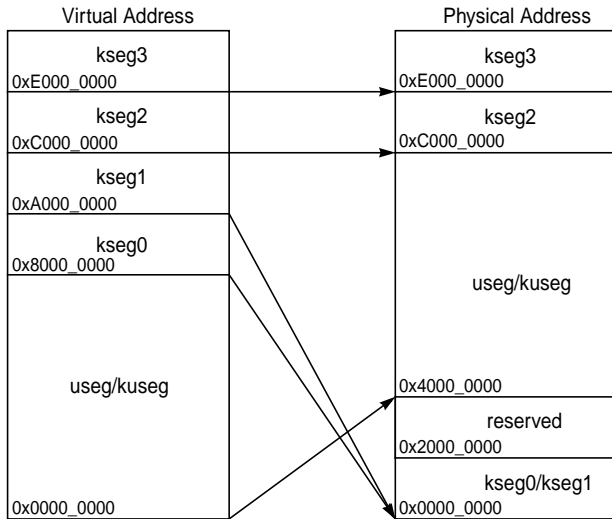 Virtual Address
kseg3
0xE000_0000
kseg2
0xC000_0000
kseg1
0xA000_0000
kseg0
0x8000_0000
useg/kuseg
0x0000_0000
Physical Address
kseg3
0xE000_0000
kseg2
0xC000_0000
useg/kuseg
0x4000_0000
reserved
0x2000_0000
kseg0/kseg1
0x0000_0000